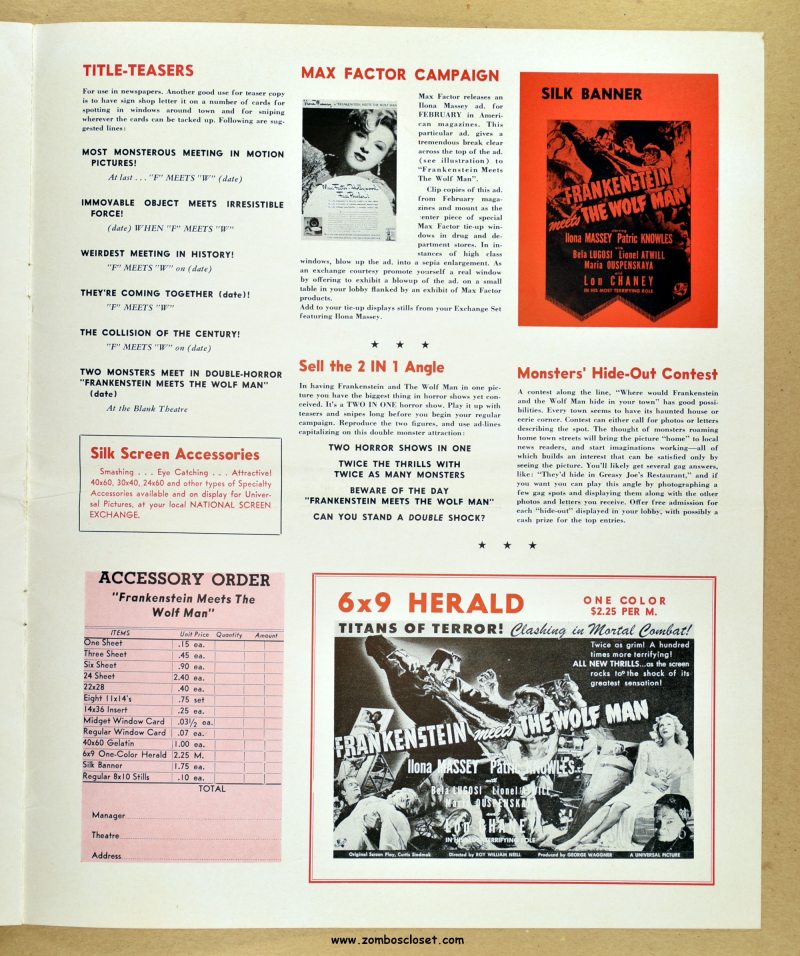 TITLE-TEASERS
For use in newspapers. Another good use for teaser copy
is to have sign shop letter it on a number of cards for
spotting in windows around town and for sniping
wherever the cards can be tacked up. Following are sug-
gested lines:
MOST MONSTEROUS MEETING IN MOTION
PICTURES!
At last . . . "F" MEETS "W" (date)
IMMOVABLE OBJECT MEETS IRRESISTIBLE
FORCE!
(date) WHEN "F" MEETS "W"
WEIRDEST MEETING IN HISTORY!
"F" MEETS "W" on (date)
THEY'RE COMING TOGETHER (date)!
"F" MEETS "W"
THE COLLISION OF THE CENTURY!
"F" MEETS "W" on (date)
TWO MONSTERS MEET IN DOUBLE-HORROR
"FRANKENSTEIN MEETS THE WOLF MAN"
(date)
At the Blank Theatre
Silk Screen Accessories
Smashing . . . Eye Catching . . . Attractive!
40x60, 30x40, 24x60 and other types of Specialty
Accessories available and on display for Univer-
sal Pictures, at your local NATIONAL SCREEN
EXCHANGE.
MAX FACTOR CAMPAIGN
Max Factor releases an
Ilona Massey ad. for
FEBRUARY in Ameri-
can magazines. This
particular ad. gives a
tremendous break clear
across the top of the ad.
(see illustration) to
"Frankenstein Meets
The Wolf Man".
Clip copies of this ad.
from February maga-
zines and mount as the
center piece of special
Max Factor tie-up win-
dows in drug and de-
partment stores. In in-
stances of high class
windows, blow up the ad. into a sepia enlargement. As
an exchange courtesy promote yourself a real window
by offering to exhibit a blowup of the ad. on a small
table in your lobby flanked by an exhibit of Max Factor
products.
Add to your tie-up displays stills from your Exchange Set
featuring Ilona Massey.
Sell the 2 IN 1 Angle
In having Frankenstein and The Wolf Man in one pic-
ture you have the biggest thing in horror shows yet con-
ceived. It's a TWO IN ONE horror show. Play it up with
teasers and snipes long before you begin your regular
campaign. Reproduce the two figures, and use ad-lines
capitalizing on this double monster attraction:
TWO HORROR SHOWS IN ONE
TWICE THE THRILLS WITH
TWICE AS MANY MONSTERS
BEWARE OF THE DAY
"FRANKENSTEIN MEETS THE WOLF MAN"
CAN YOU STAND A DOUBLE SHOCK?
SILK BANNER
FRANKENSTEIN
meets THE WOLF MAN
Ilona MASSEY Patric KNOWLES
Bela LUGOSI Lionel ATWILL
Maria OUSPENSKAYA
Lon CHANEY
IN HIS MOST TERRIFYING ROLE
Monsters' Hide-Out Contest
A contest along the line, "Where would Frankenstein
and the Wolf Man hide in your town" has good possi-
bilities. Every town seems to have its haunted house or
eerie corner. Contest can either call for photos or letters
describing the spot. The thought of monsters roaming
home town streets will bring the picture "home" to local
news readers, and start imaginations working—all of
which builds an interest that can be satisfied only by
seeing the picture. You'll likely get several gag answers,
like: "They'd hide in Greasy Joe's Restaurant," and if
you want you can play this angle by photographing a
few gag spots and displaying them along with the other
photos and letters you receive. Offer free admission for
each "hide-out" displayed in your lobby, with possibly a
cash prize for the top entries.
ACCESSORY ORDER
"Frankenstein Meets The
Wolf Man"
ITEMS Unit Price Quantity Amount
One Sheet .15 ea.
Three Sheet .45 ea.
Six Sheet .90 ea.
24 Sheet 2.40 ea.
22x28 .40 ea.
Eight 11x14's .75 set
14x36 Insert .25 ea.
Midget Window Card .03½ ea.
Regular Window Card .07 ea.
40x60 Gelatin 1.00 ea.
6x9 One-Color Herald 2.25 M.
Silk Banner 1.75 ea.
Regular 8x10 Stills .10 ea.
TOTAL
Manager
Theatre
Address
6x9 HERALD
ONE COLOR
$2.25 PER M.
TITANS OF TERROR! Clashing in Mortal Combat!
Twice as grim! A hundred
times more terrifying!
ALL NEW THRILLS...as the screen
rocks to the shock of its
greatest sensation!
FRANKENSTEIN meets THE WOLF MAN
Ilona MASSEY Patric KNOWLES
Bela LUGOSI Lionel ATWILL
Maria OUSPENSKAYA
Lon CHANEY
IN HIS MOST TERRIFYING ROLE
Original Screen Play, Curtis Siodmak Directed by ROY WILLIAM NEILL Produced by GEORGE WAGGNER A UNIVERSAL PICTURE
www.zomboscloset.com